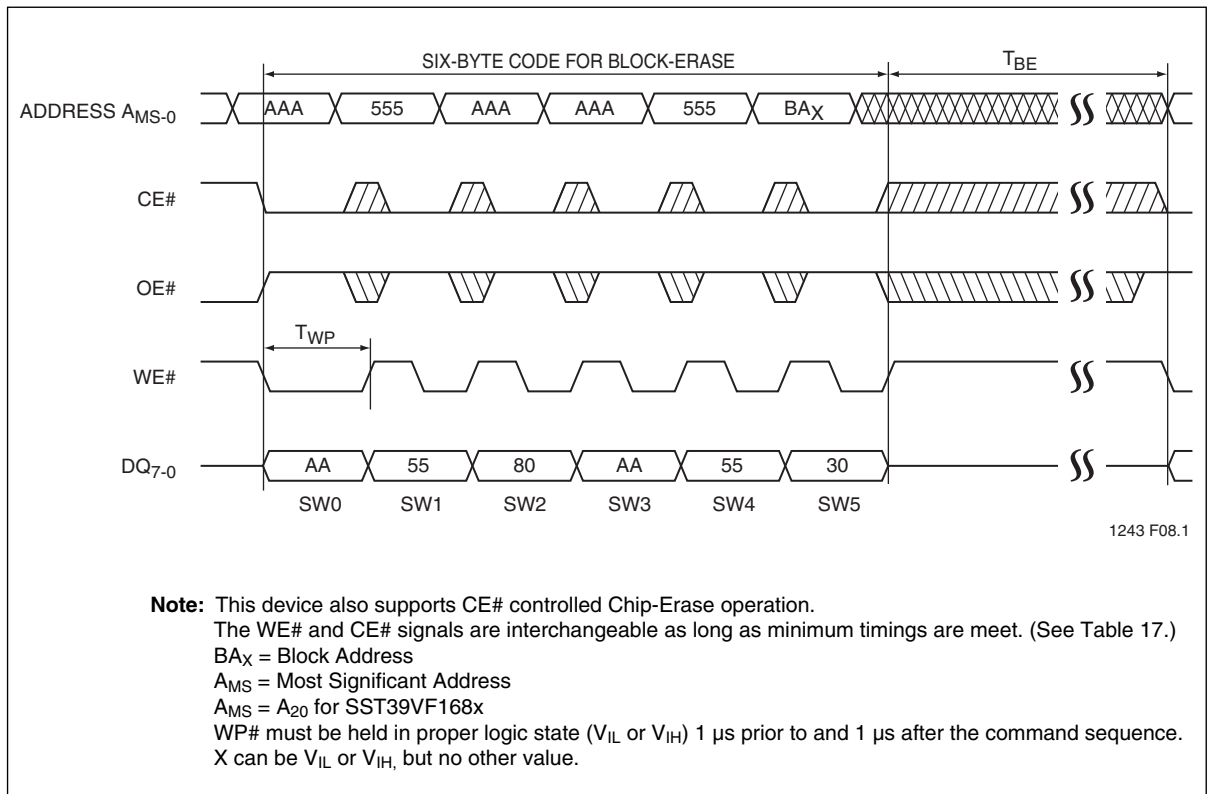 SIX-BYTE CODE FOR BLOCK-ERASE TBE
ADDRESS AMS-0 AAA 555 AAA AAA 555 BAX
CE#
OE#
TWP
WE#
DQ7-0 AA 55 80 AA 55 30
SW0 SW1 SW2 SW3 SW4 SW5
1243 F08.1
Note: This device also supports CE# controlled Chip-Erase operation.
The WE# and CE# signals are interchangeable as long as minimum timings are meet. (See Table 17.)
BAX = Block Address
AMS = Most Significant Address
AMS = A20 for SST39VF168x
WP# must be held in proper logic state (VIL or VIH) 1 µs prior to and 1 µs after the command sequence.
X can be VIL or VIH, but no other value.